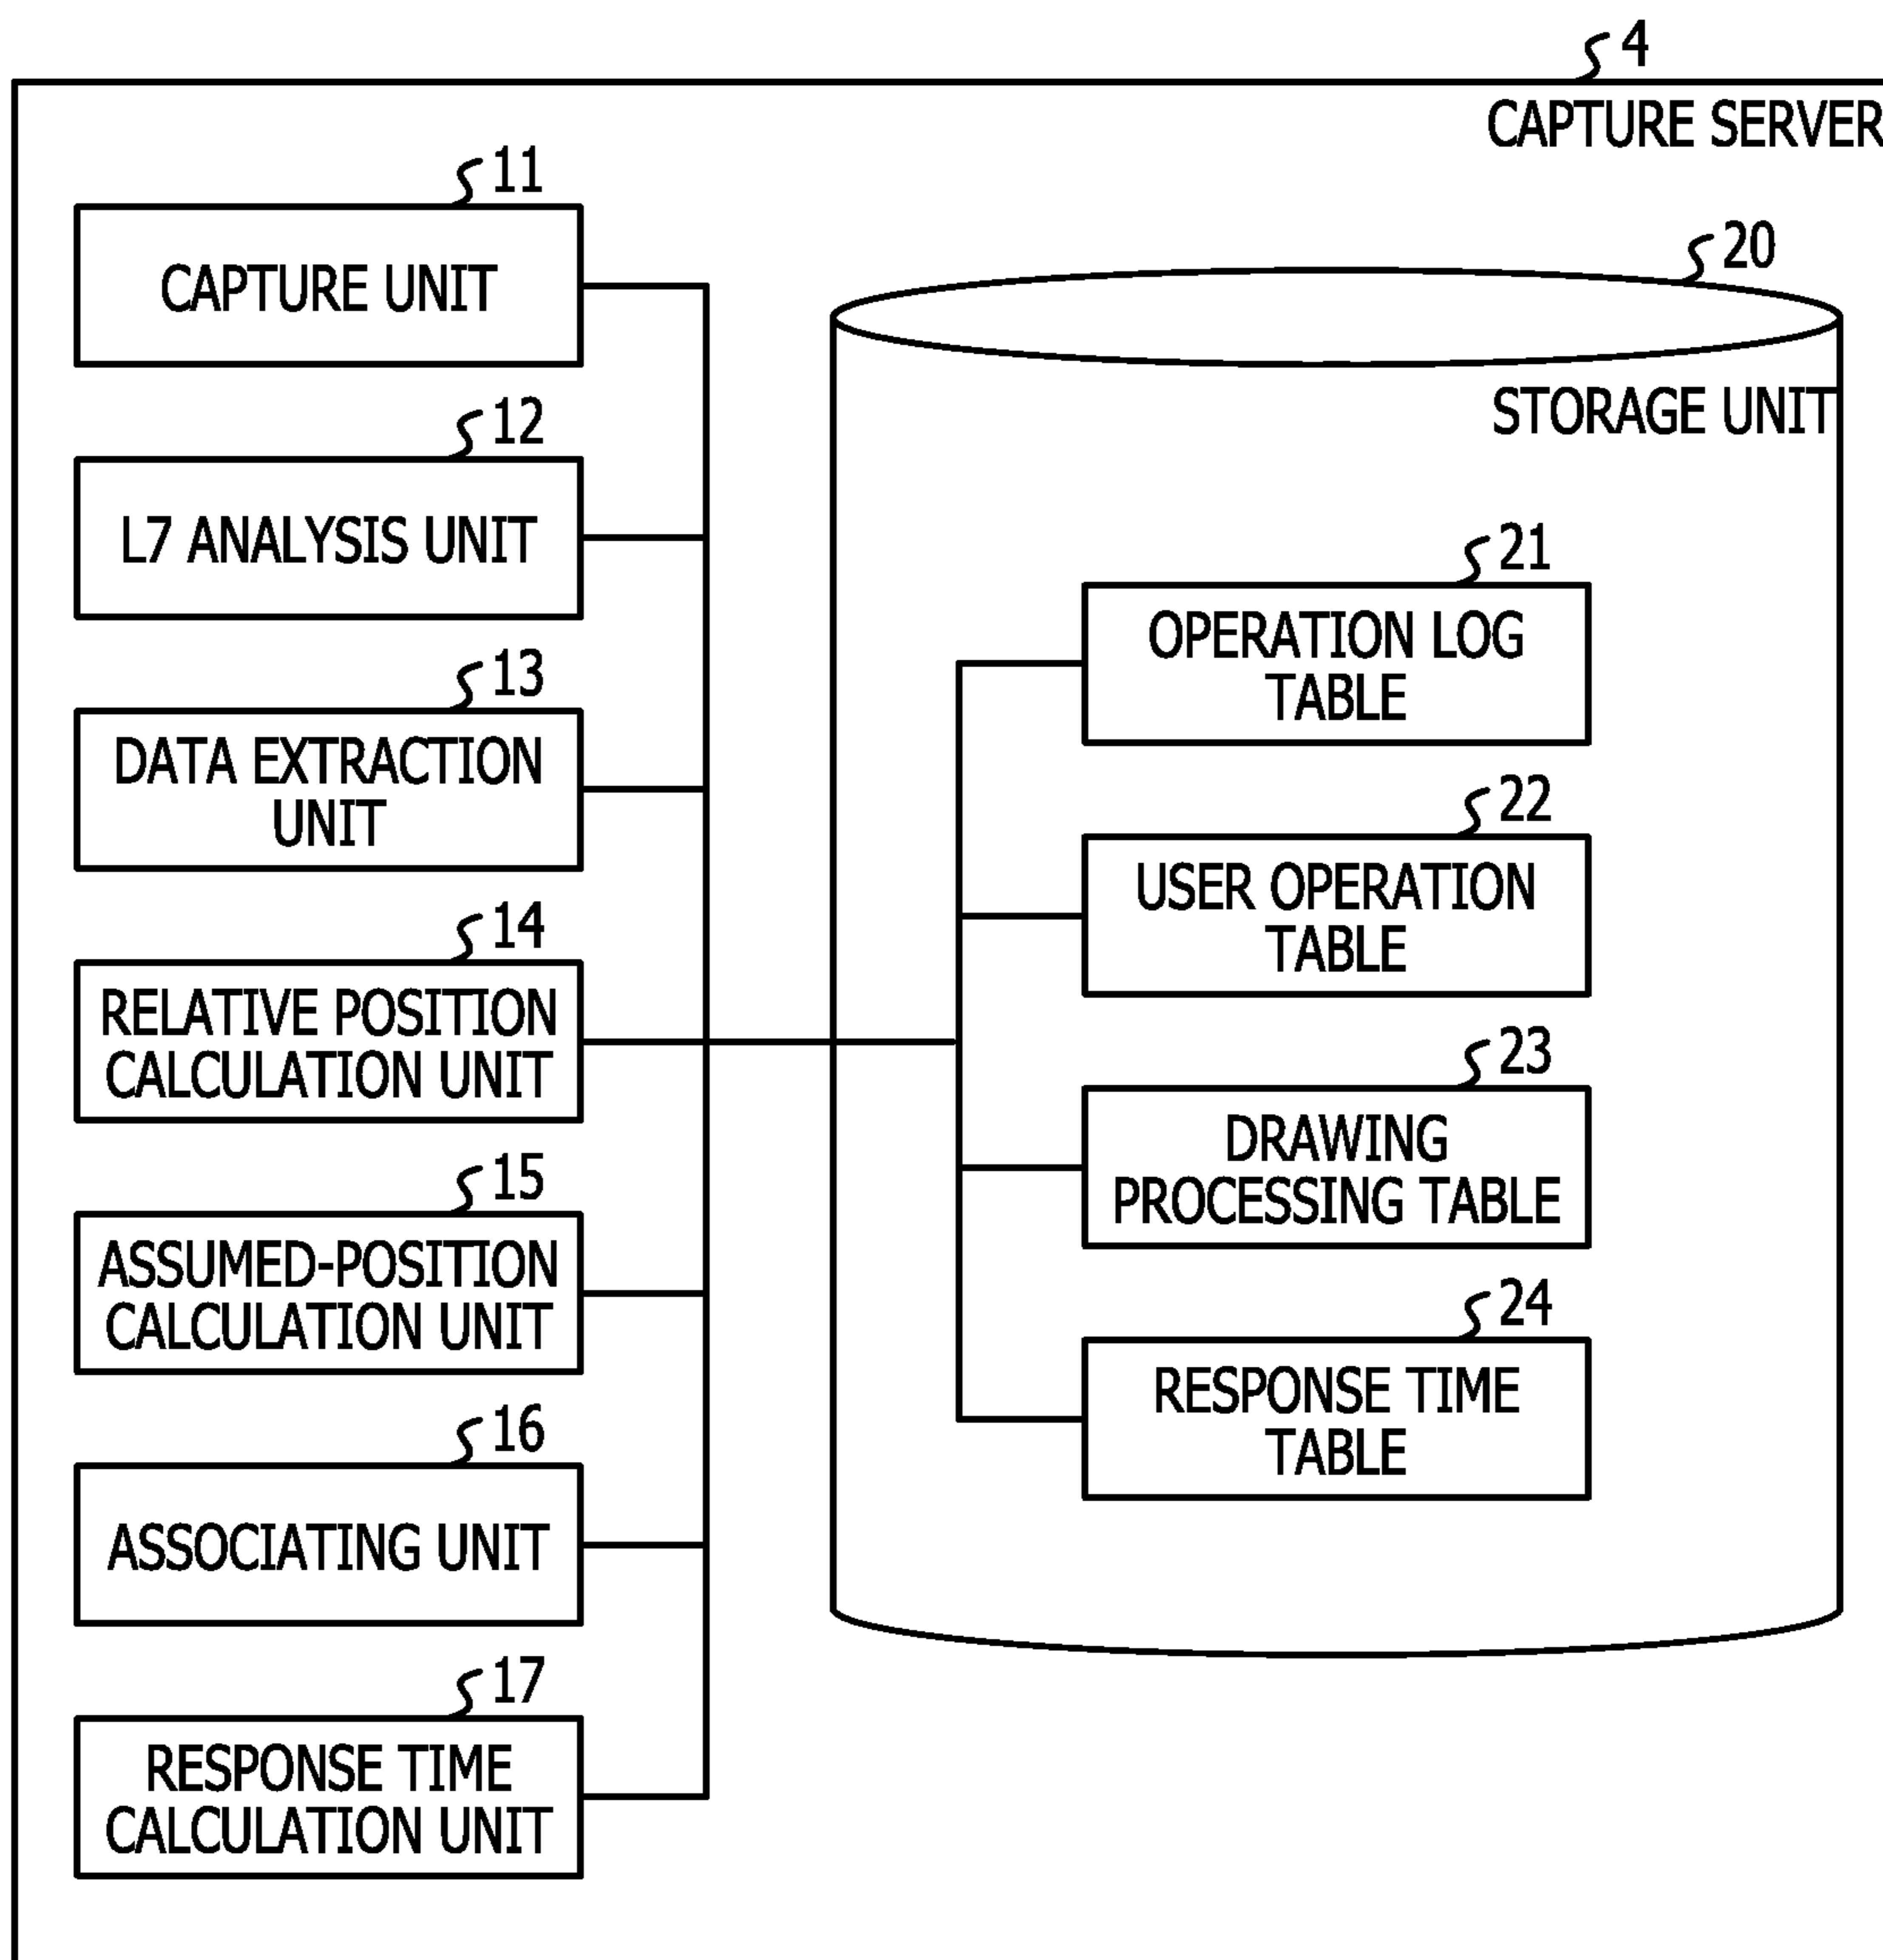 4
CAPTURE SERVER
11
CAPTURE UNIT
12
L7 ANALYSIS UNIT
13
DATA EXTRACTION
UNIT
14
RELATIVE POSITION
CALCULATION UNIT
15
ASSUMED-POSITION
CALCULATION UNIT
16
ASSOCIATING UNIT
17
RESPONSE TIME
CALCULATION UNIT
20
STORAGE UNIT
21
OPERATION LOG
TABLE
22
USER OPERATION
TABLE
23
DRAWING
PROCESSING TABLE
24
RESPONSE TIME
TABLE